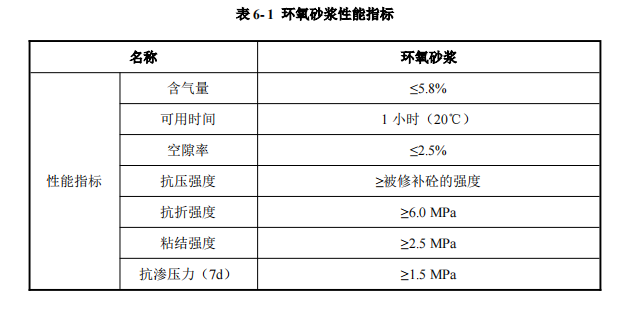 表 6- 1 环氧砂浆性能指标
名称 环氧砂浆
性能指标
含气量 ≤5.8%
可用时间 1 小时（20℃）
空隙率 ≤2.5%
抗压强度 ≥被修补砼的强度
抗折强度 ≥6.0 MPa
粘结强度 ≥2.5 MPa
抗渗压力（7d） ≥1.5 MPa